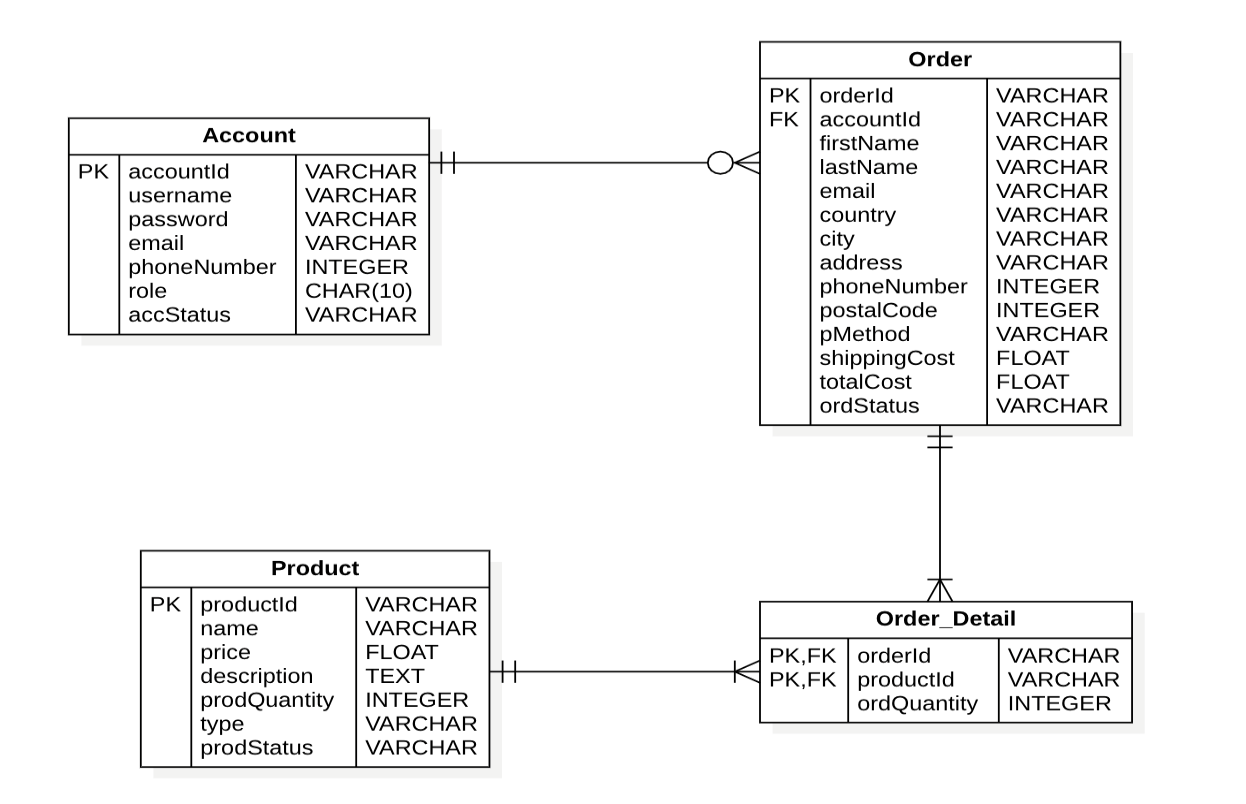 Account
PK accountId VARCHAR
username VARCHAR
password VARCHAR
email VARCHAR
phoneNumber INTEGER
role CHAR(10)
accStatus VARCHAR
Order
PK orderId VARCHAR
FK accountId VARCHAR
firstName VARCHAR
lastName VARCHAR
email VARCHAR
country VARCHAR
city VARCHAR
address VARCHAR
phoneNumber INTEGER
postalCode INTEGER
pMethod VARCHAR
shippingCost FLOAT
totalCost FLOAT
ordStatus VARCHAR
Product
PK productId VARCHAR
name VARCHAR
price FLOAT
description TEXT
prodQuantity INTEGER
type VARCHAR
prodStatus VARCHAR
Order_Detail
PK,FK orderId VARCHAR
PK,FK productId VARCHAR
ordQuantity INTEGER